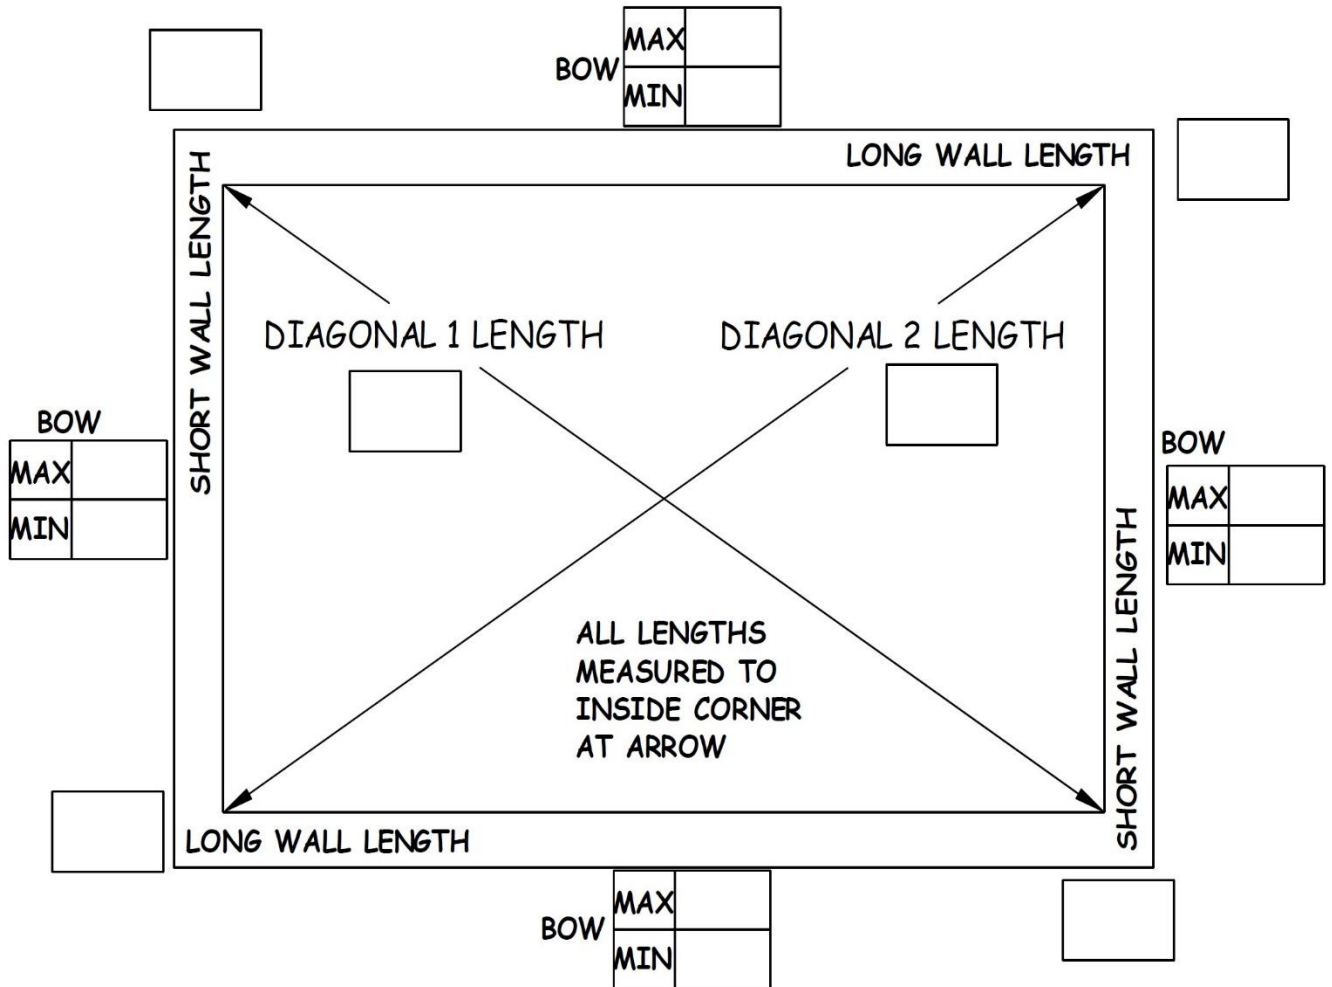 MAX
BOW
MIN
LONG WALL LENGTH
SHORT WALL LENGTH
DIAGONAL 1 LENGTH
DIAGONAL 2 LENGTH
BOW
MAX
MIN
BOW
MAX
MIN
SHORT WALL LENGTH
ALL LENGTHS
MEASURED TO
INSIDE CORNER
AT ARROW
LONG WALL LENGTH
MAX
BOW
MIN